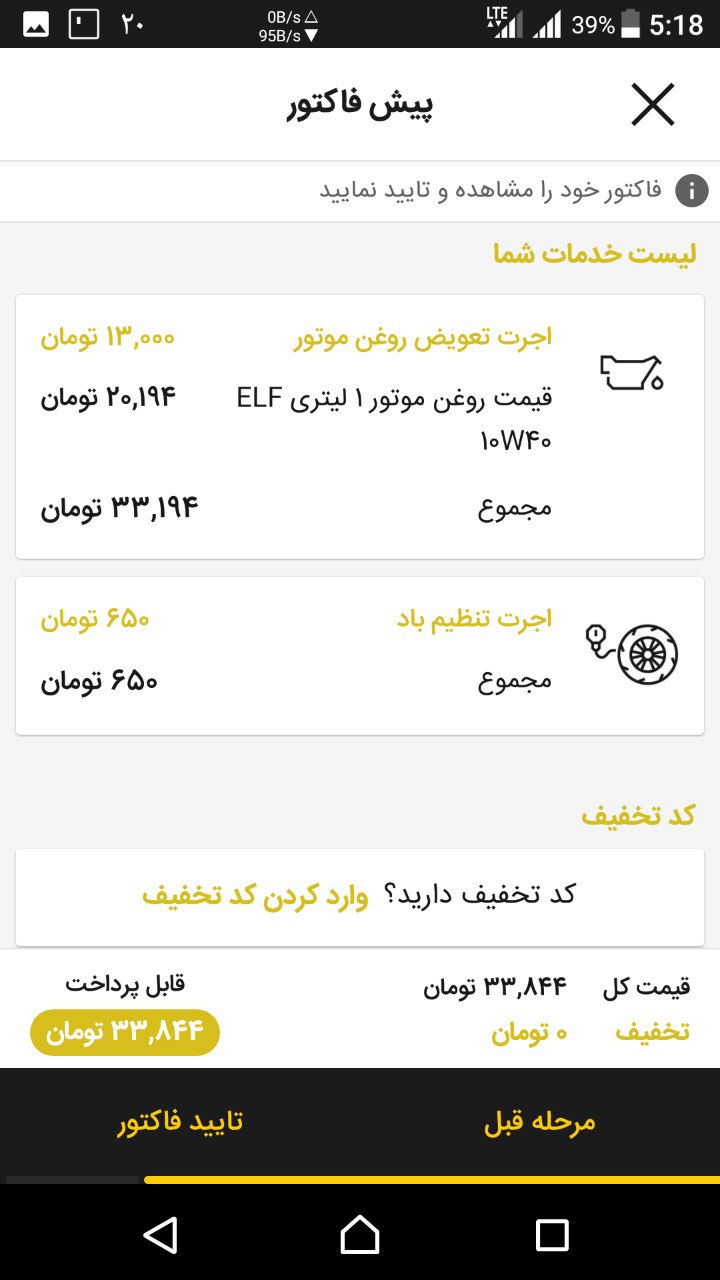 ۲۰
0B/s
95B/s
LTE
39%
5:18
پیش فاکتور
فاکتور خود را مشاهده و تایید نمایید
لیست خدمات شما
اجرت تعویض روغن موتور ۱۳,۰۰۰ تومان
قیمت روغن موتور ۱ لیتری ELF ۲۰,۱۹۴ تومان
۱۰W۴۰
مجموع ۳۳,۱۹۴ تومان
اجرت تنظیم باد ۶۵۰ تومان
مجموع ۶۵۰ تومان
کد تخفیف
کد تخفیف دارید؟ وارد کردن کد تخفیف
قیمت کل ۳۳,۸۴۴ تومان قابل پرداخت
تخفیف ۰ تومان ۳۳,۸۴۴ تومان
مرحله قبل تایید فاکتور